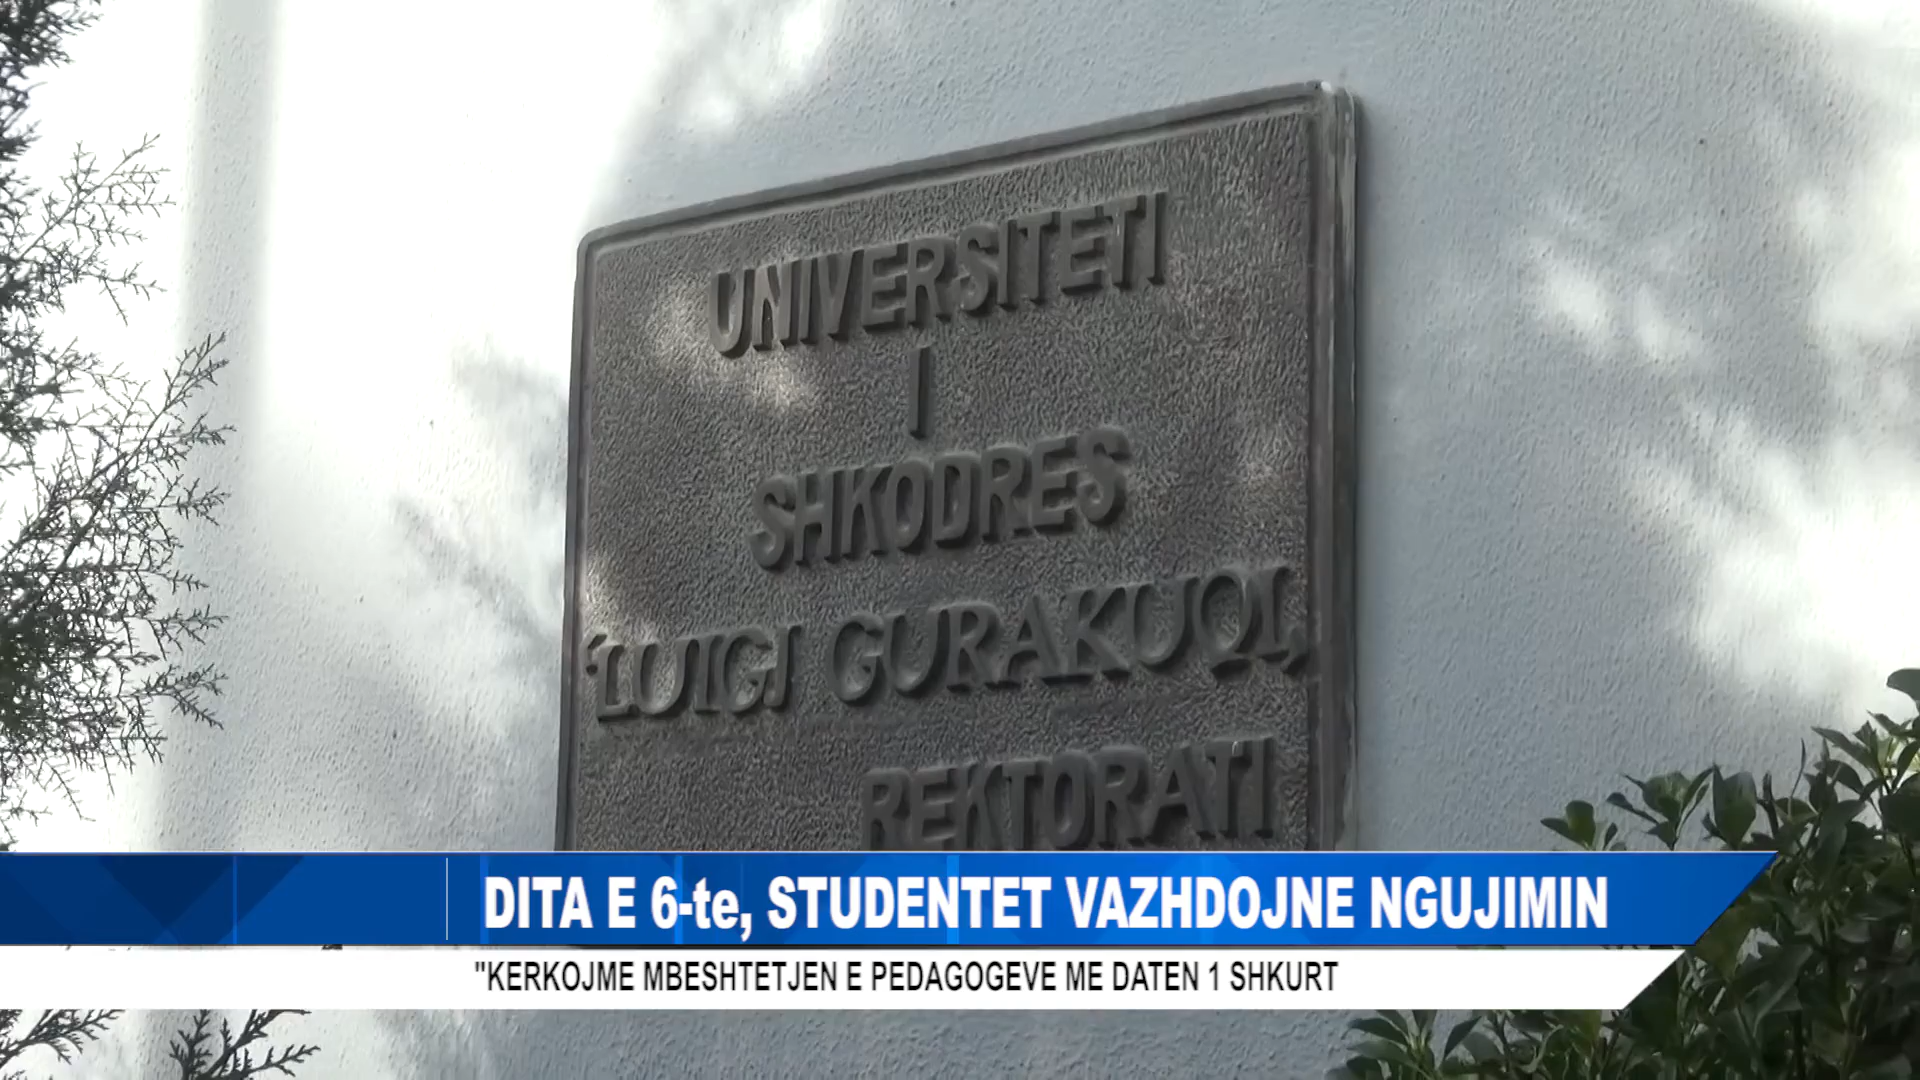 UNIVERSITETI
I
SHKODRES
"LUIGJ GURAKUQI,,
REKTORATI
DITA E 6-te, STUDENTET VAZHDOJNE NGUJIMIN
"KERKOJME MBESHTETJEN E PEDAGOGEVE ME DATEN 1 SHKURT